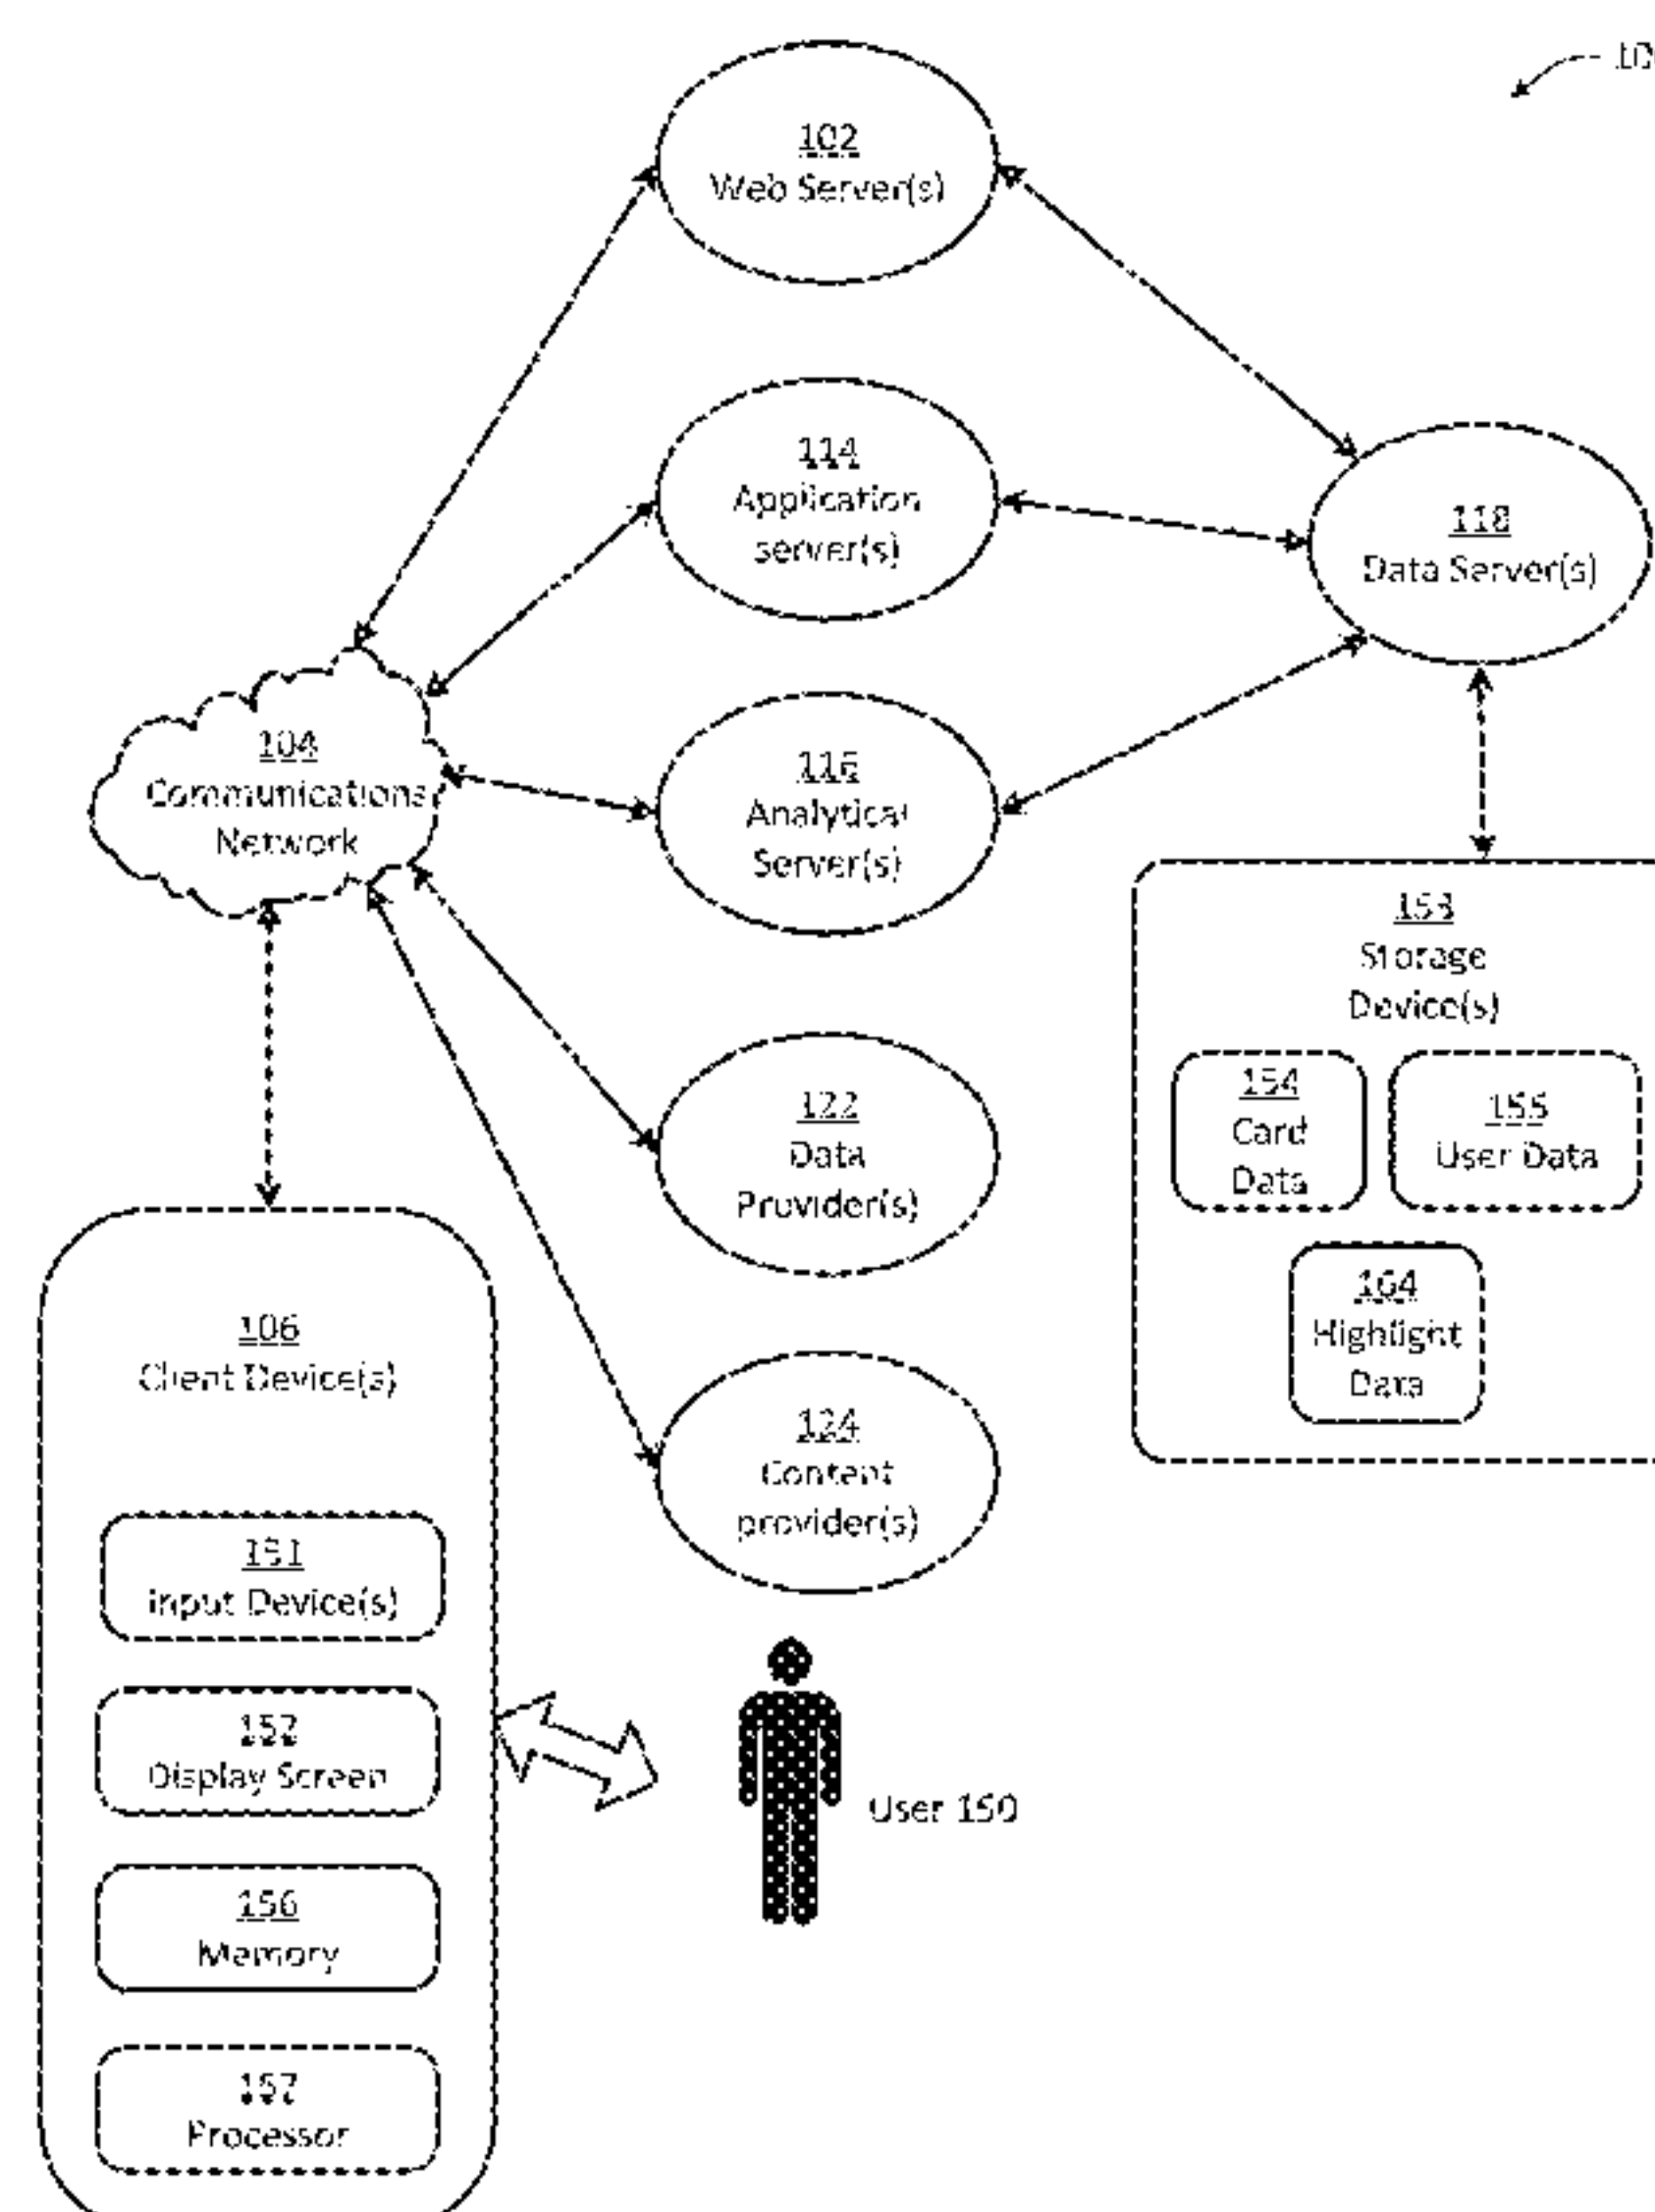 102
Web Server(s)
114
Application
server(s)
118
Data Server(s)
104
Communications
Network
116
Analytical
Server(s)
153
Storage
Device(s)
154
Card
Data
155
User Data
164
Highlight
Data
122
Data
Provider(s)
106
Client Device(s)
124
Content
provider(s)
151
Input Device(s)
152
Display Screen
User 150
156
Memory
157
Processor